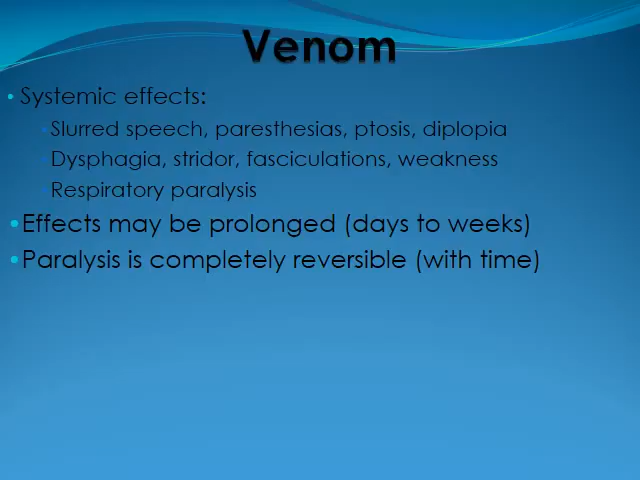 Venom
• Systemic effects:
• Slurred speech, paresthesias, ptosis, diplopia
• Dysphagia, stridor, fasciculations, weakness
Respiratory paralysis
• Effects may be prolonged (days to weeks)
• Paralysis is completely reversible (with time)